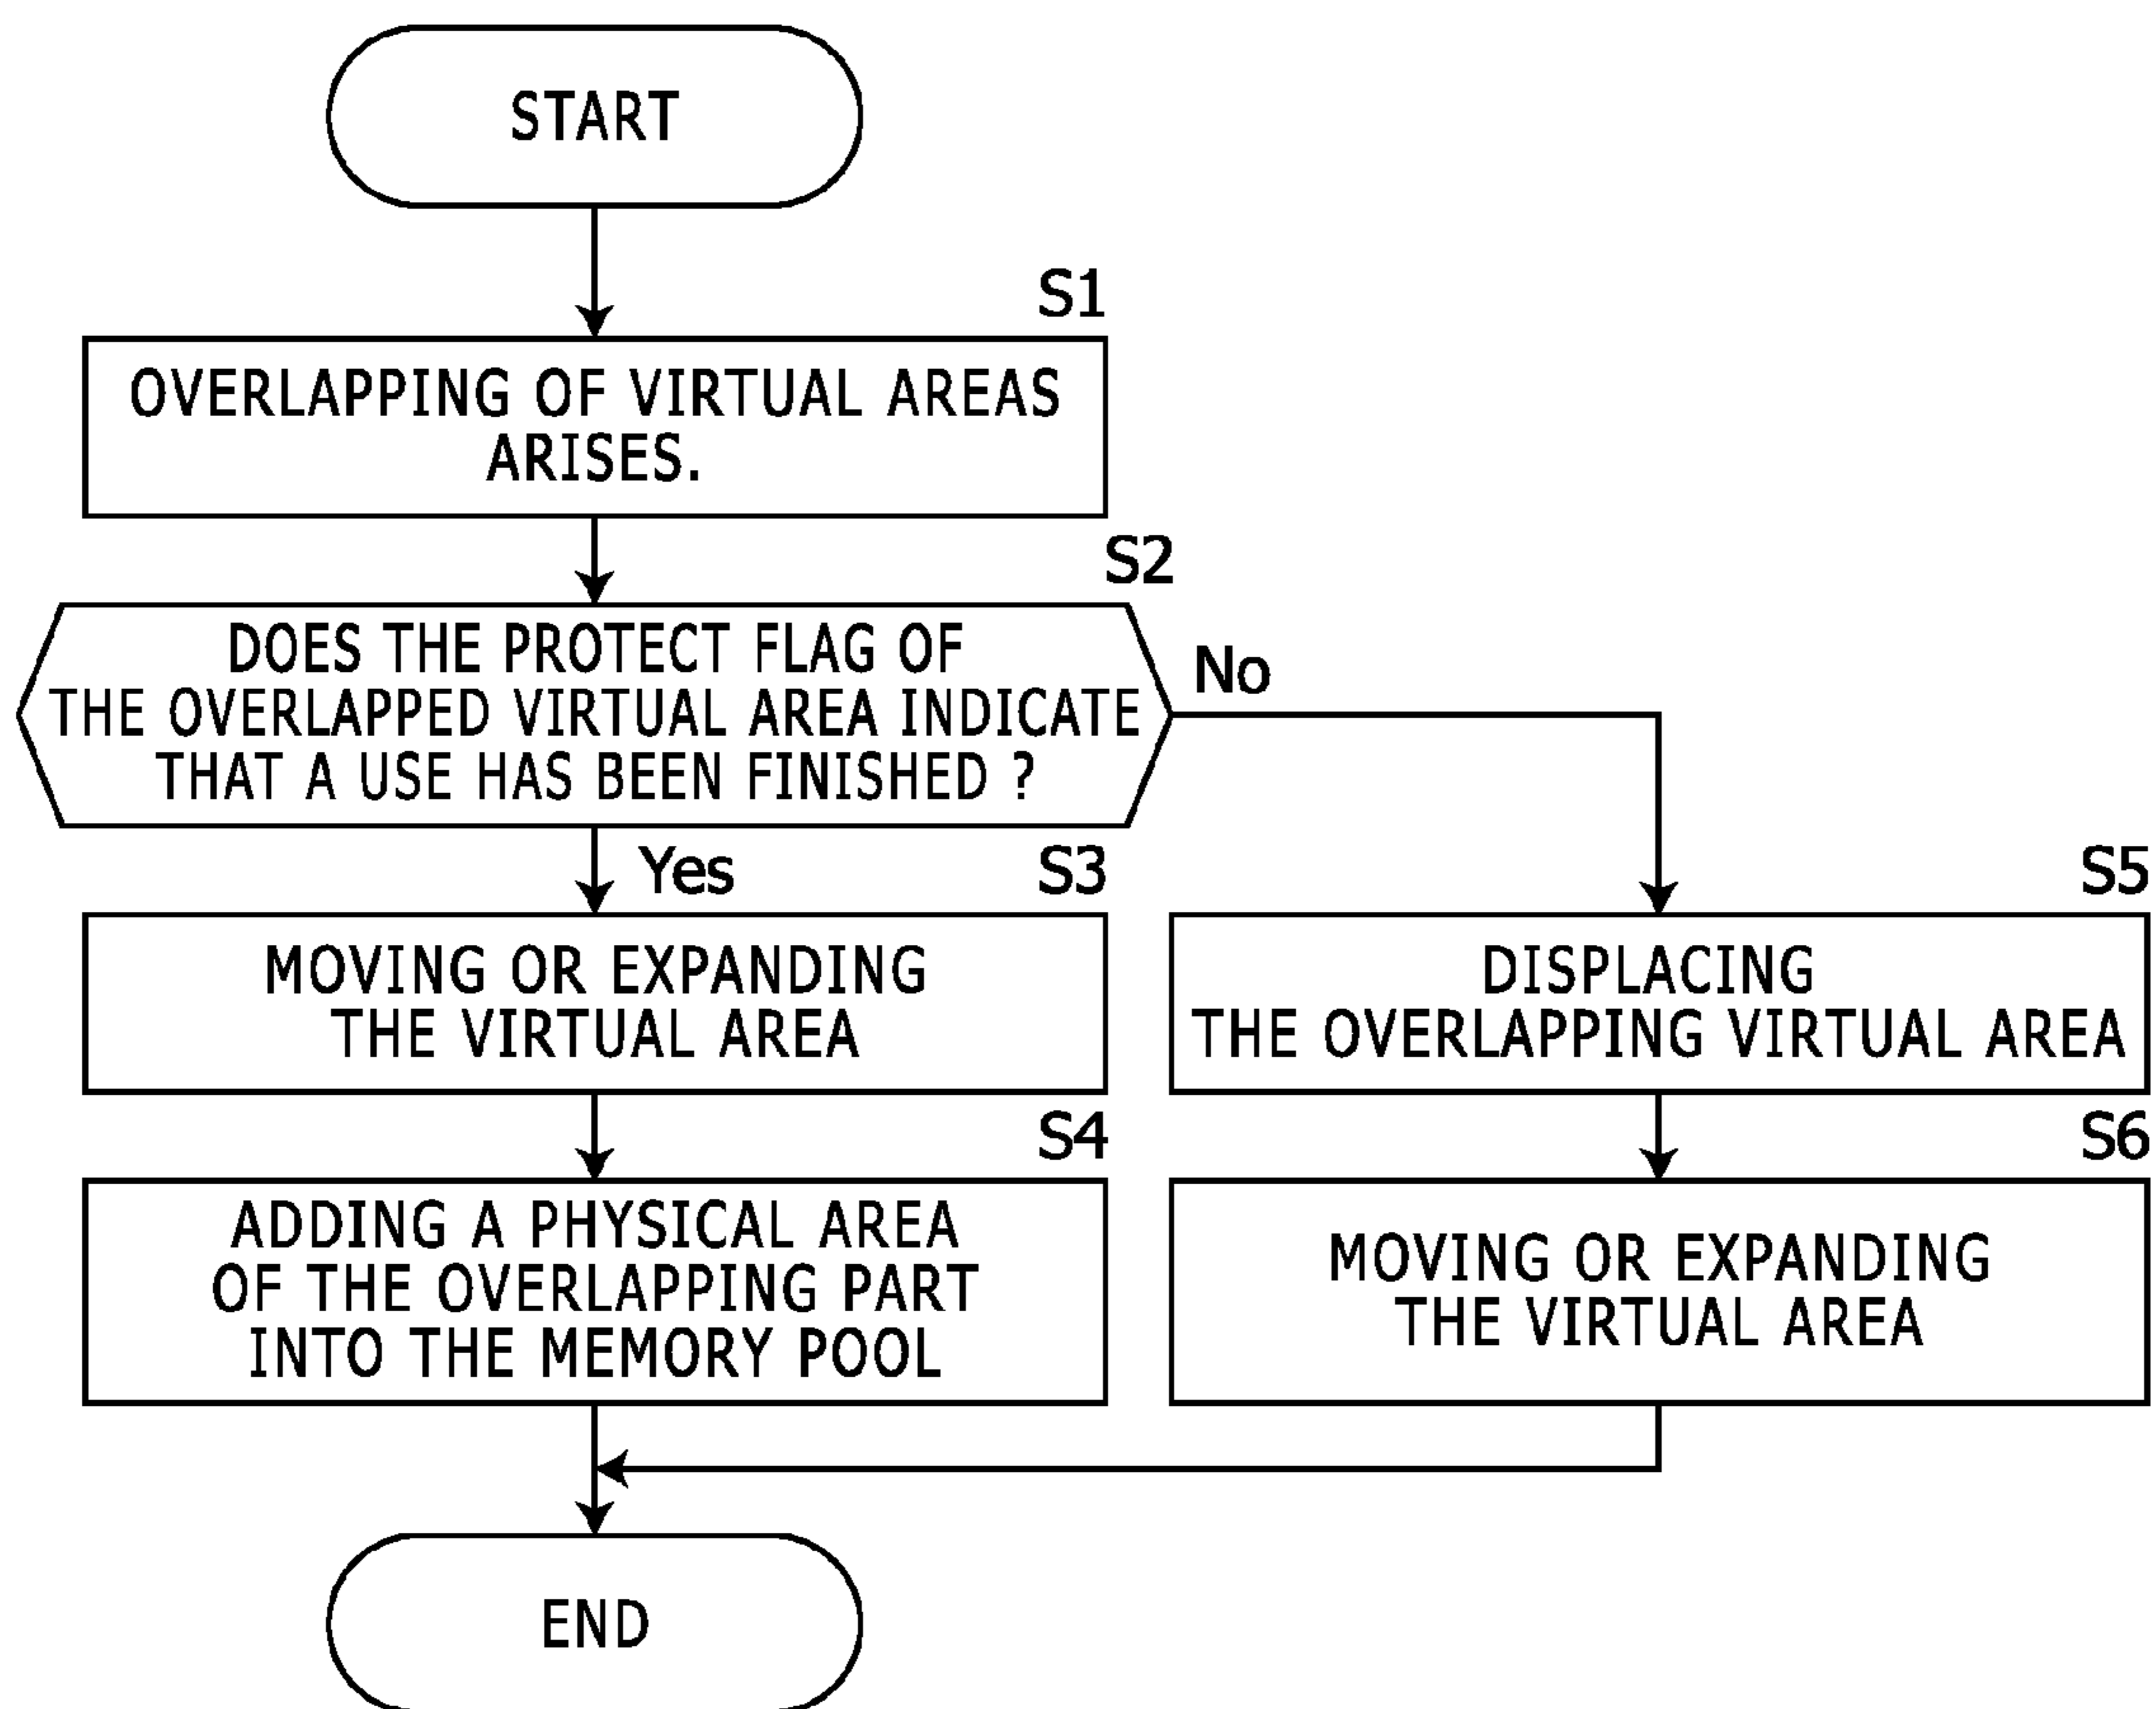 START
S1
OVERLAPPING OF VIRTUAL AREAS
ARISES.
S2
DOES THE PROTECT FLAG OF
THE OVERLAPPED VIRTUAL AREA INDICATE
THAT A USE HAS BEEN FINISHED ?
No
Yes
S3
MOVING OR EXPANDING
THE VIRTUAL AREA
S4
ADDING A PHYSICAL AREA
OF THE OVERLAPPING PART
INTO THE MEMORY POOL
S5
DISPLACING
THE OVERLAPPING VIRTUAL AREA
S6
MOVING OR EXPANDING
THE VIRTUAL AREA
END